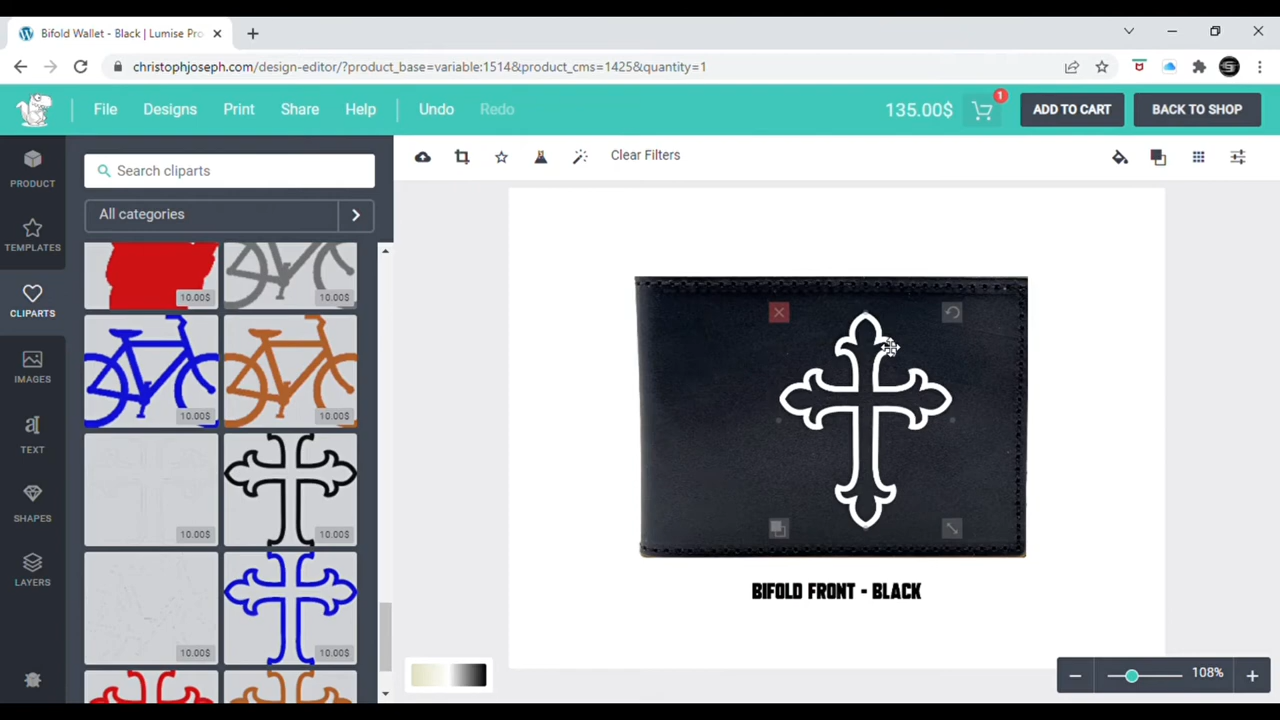 Bifold Wallet - Black | Lumise Pro
christophjoseph.com/design-editor/?product_base=variable:1514&product_cms=1425&quantity=1
File Designs Print Share Help Undo Redo 135.00$ 1 ADD TO CART BACK TO SHOP
PRODUCT
TEMPLATES
CLIPARTS
IMAGES
TEXT
SHAPES
LAYERS
Search cliparts
All categories
10.00$ 10.00$
10.00$ 10.00$
10.00$ 10.00$
10.00$ 10.00$
Clear Filters
BIFOLD FRONT - BLACK
108%